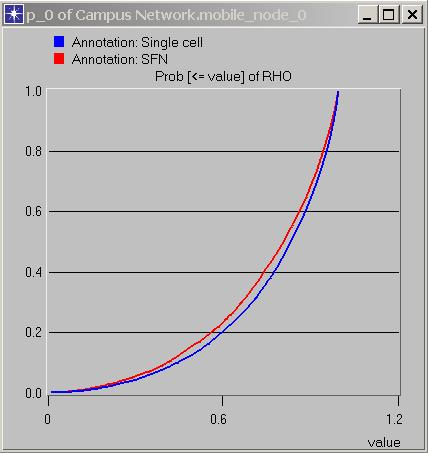 p_0 of Campus Network.mobile_node_0
Annotation: Single cell
Annotation: SFN
Prob [<= value] of RHO
1.0
0.8
0.6
0.4
0.2
0.0
0 0.6 1.2
value